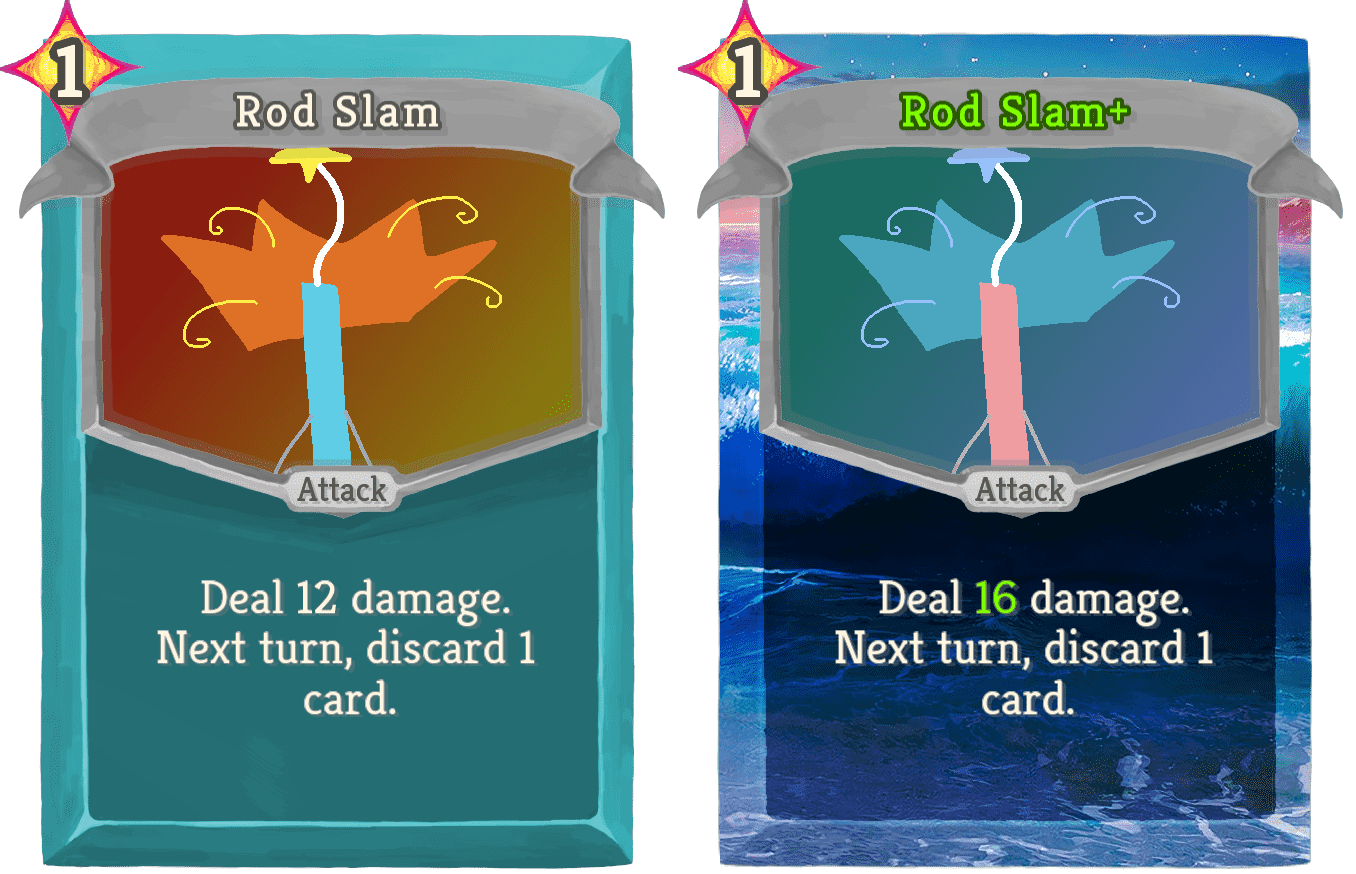 1
Rod Slam
Attack
Deal 12 damage.
Next turn, discard 1
card.
1
Rod Slam+
Attack
Deal 16 damage.
Next turn, discard 1
card.